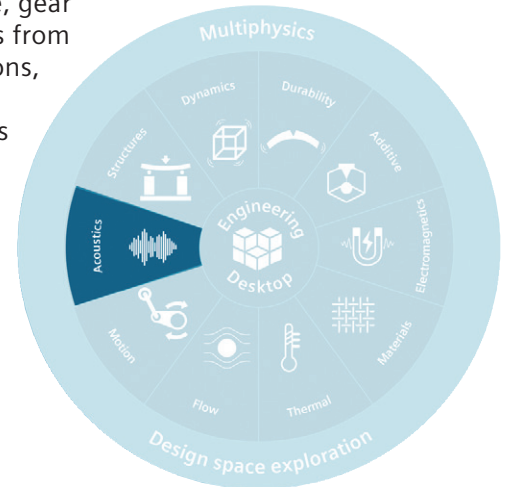 e, gear
s from
ons,
s
Multiphysics
Dynamics
Durability
Structures
Additive
Acoustics
Engineering
Desktop
Electromagnetics
Motion
Materials
Flow
Thermal
Design space exploration